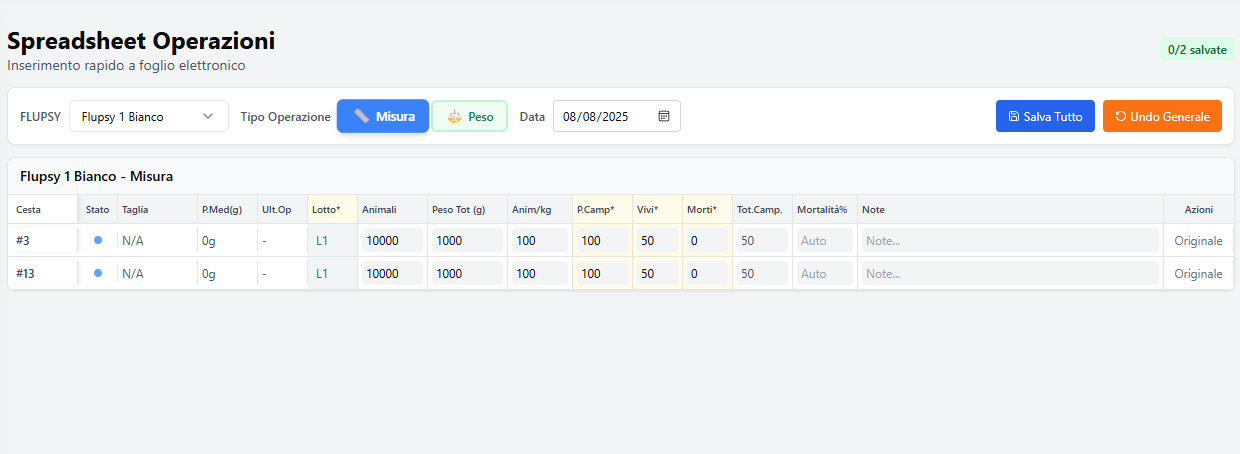 Spreadsheet Operazioni
Inserimento rapido a foglio elettronico
0/2 salvate
FLUPSY Flupsy 1 Bianco Tipo Operazione Misura Peso Data 08/08/2025 Salva Tutto Undo Generale
Flupsy 1 Bianco - Misura
Cesta Stato Taglia P.Med(g) Ult.Op Lotto* Animali Peso Tot (g) Anim/kg P.Camp* Vivi* Morti* Tot.Camp. Mortalità% Note Azioni
#3 N/A 0g - L1 10000 1000 100 100 50 0 50 Auto Note... Originale
#13 N/A 0g - L1 10000 1000 100 100 50 0 50 Auto Note... Originale